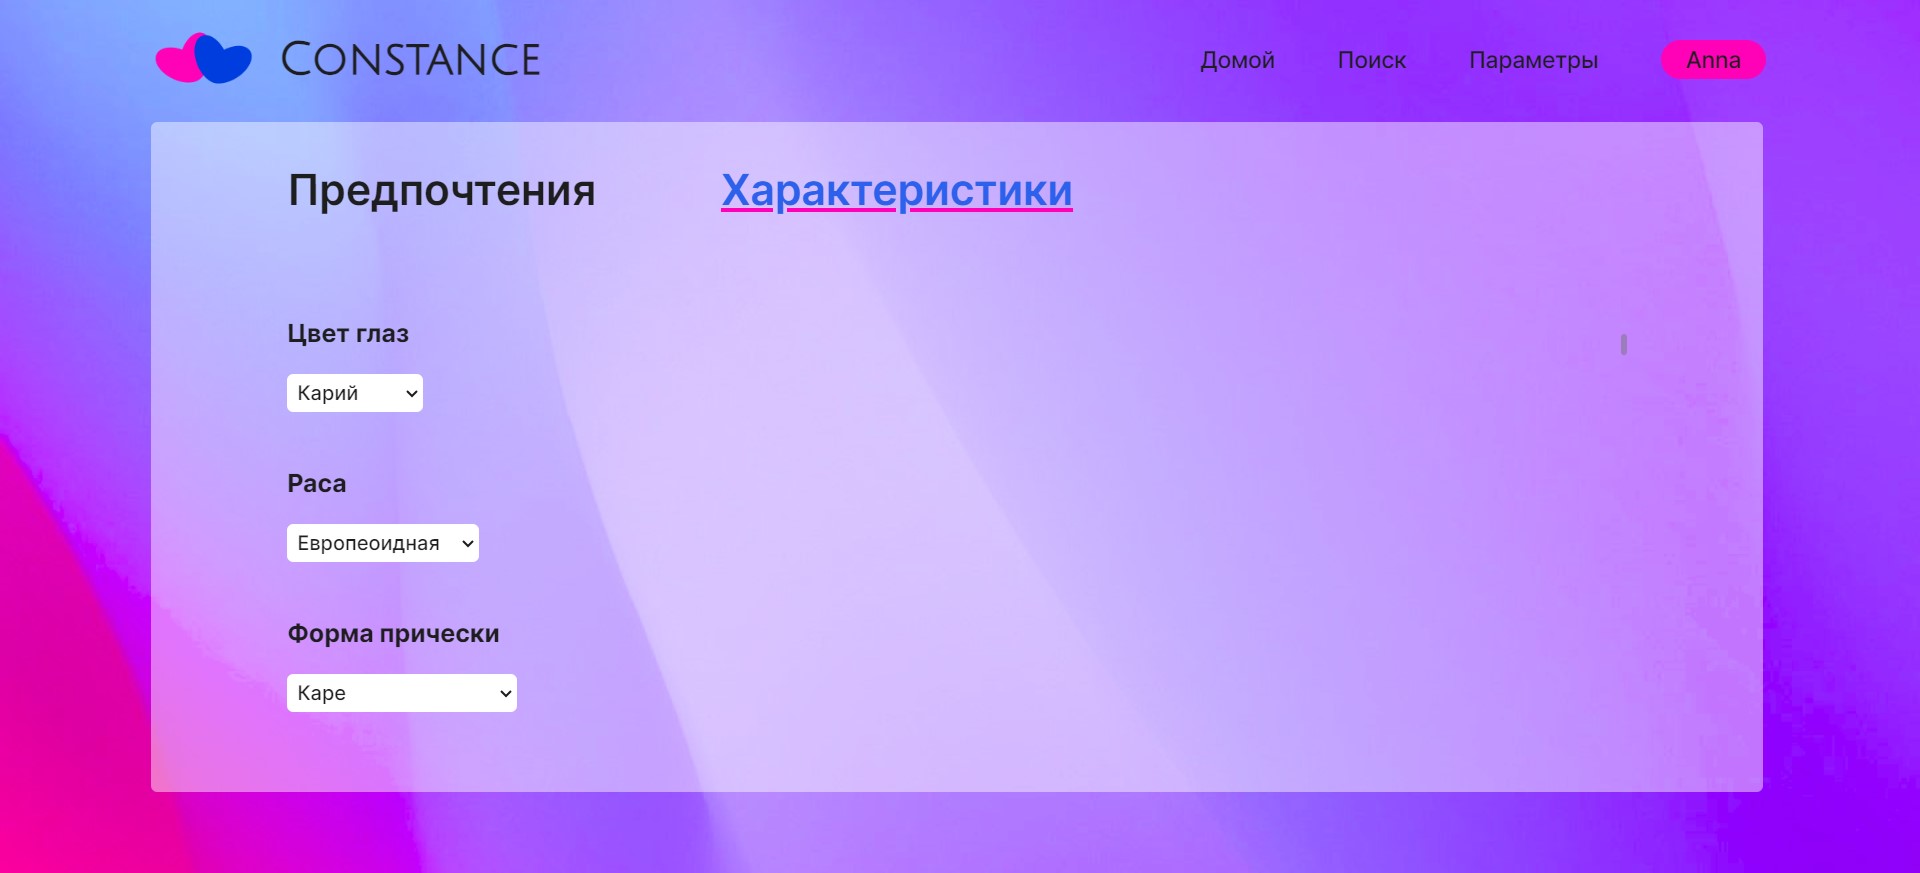 CONSTANCE
Домой Поиск Параметры Anna
Предпочтения Характеристики
Цвет глаз
Карий
Раса
Европеоидная
Форма прически
Каре